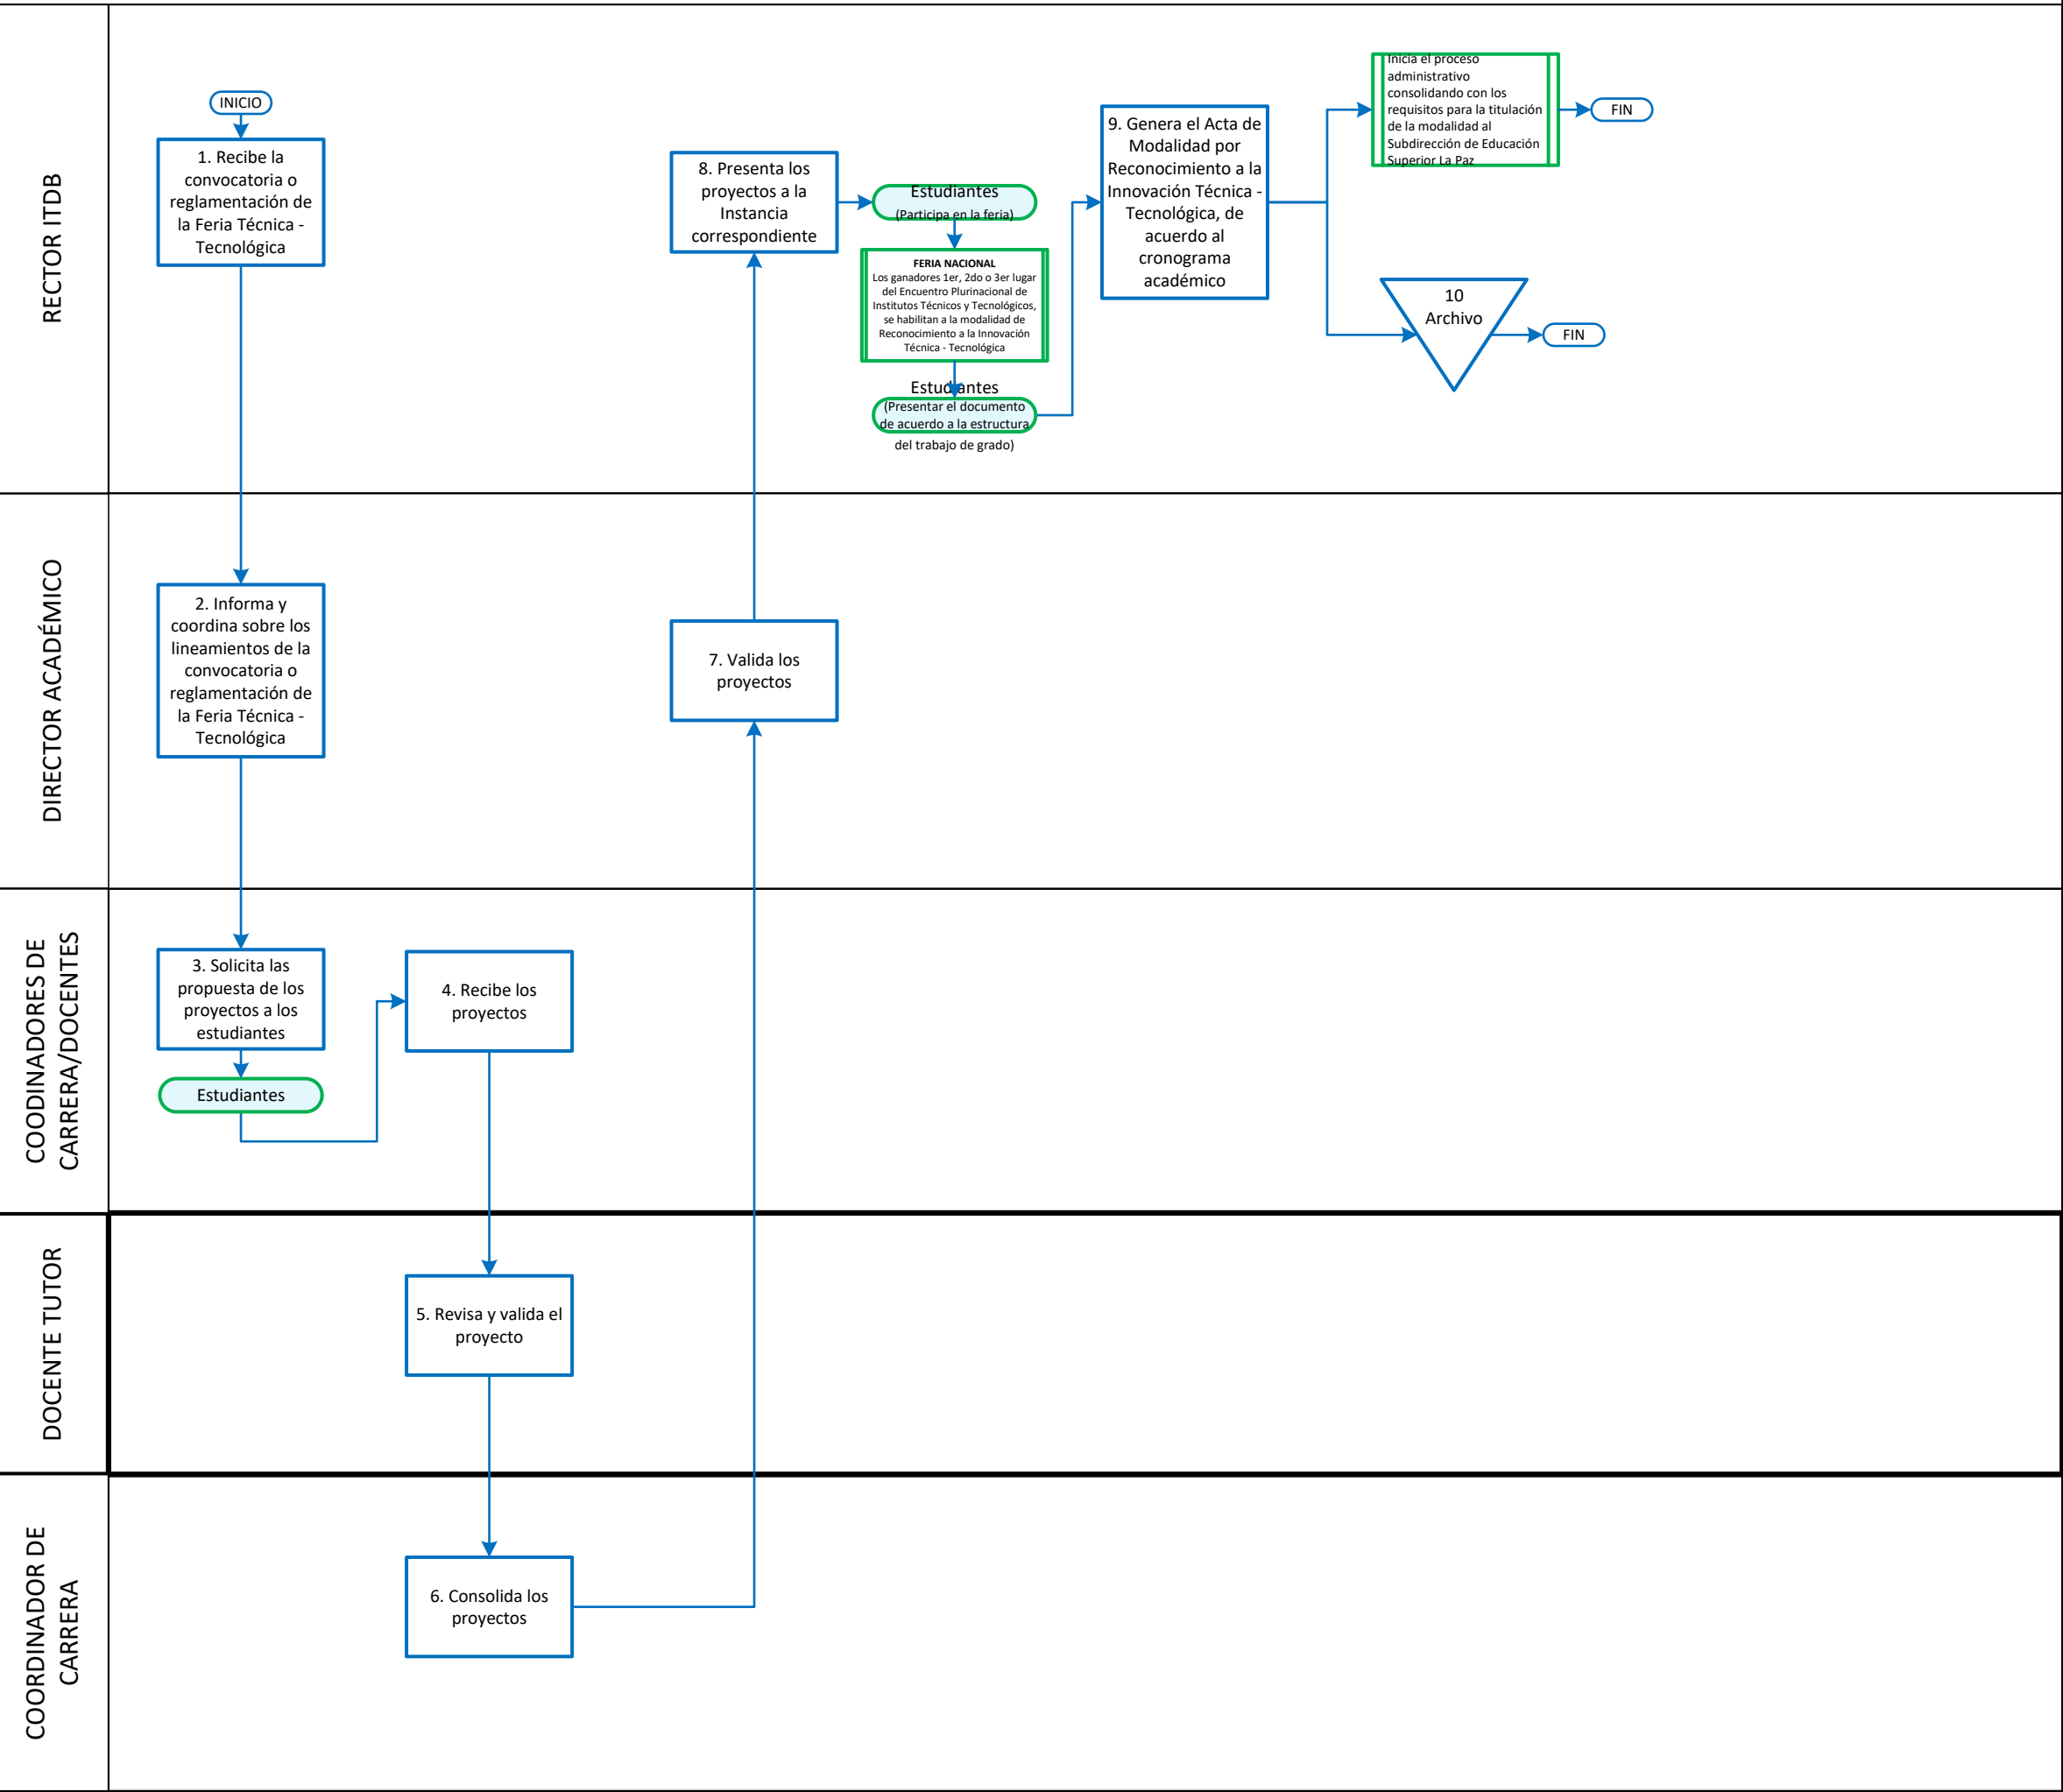 RECTOR ITDB
INICIO
1. Recibe la
convocatoria o
reglamentación de
la Feria Técnica -
Tecnológica
8. Presenta los
proyectos a la
Instancia
correspondiente
Estudiantes
(Participa en la feria)
FERIA NACIONAL
Los ganadores 1er, 2do o 3er lugar
del Encuentro Plurinacional de
Institutos Técnicos y Tecnológicos,
se habilitan a la modalidad de
Reconocimiento a la Innovación
Técnica - Tecnológica
Estudiantes
(Presentar el documento
de acuerdo a la estructura
del trabajo de grado)
9. Genera el Acta de
Modalidad por
Reconocimiento a la
Innovación Técnica -
Tecnológica, de
acuerdo al
cronograma
académico
Inicia el proceso
administrativo
consolidando con los
requisitos para la titulación
de la modalidad al
Subdirección de Educación
Superior La Paz
FIN
10
Archivo
FIN
DIRECTOR ACADÉMICO
2. Informa y
coordina sobre los
lineamientos de la
convocatoria o
reglamentación de
la Feria Técnica -
Tecnológica
7. Valida los
proyectos
COODINADORES DE
CARRERA/DOCENTES
3. Solicita las
propuesta de los
proyectos a los
estudiantes
Estudiantes
4. Recibe los
proyectos
DOCENTE TUTOR
5. Revisa y valida el
proyecto
COORDINADOR DE
CARRERA
6. Consolida los
proyectos